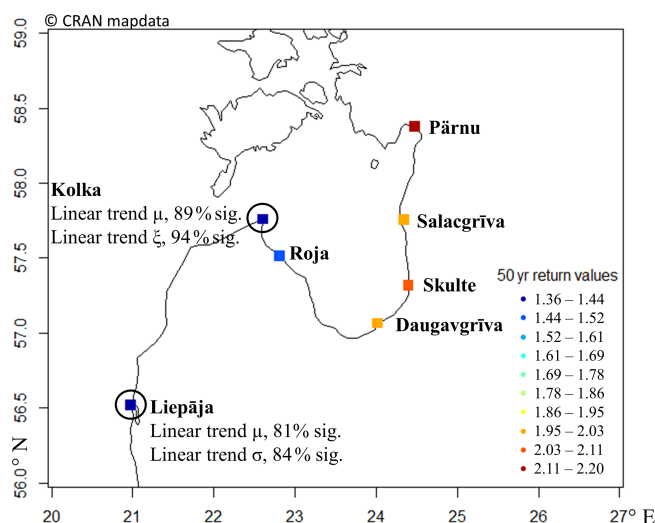 © CRAN mapdata
59.0
58.5
58.0
57.5
57.0
56.5
56.0
° N
Pärnu
Kolka
Linear trend μ, 89% sig.
Linear trend ξ, 94% sig.
Salacgrīva
Roja
Skulte
Daugavgrīva
Liepāja
Linear trend μ, 81% sig.
Linear trend σ, 84% sig.
50 yr return values
1.36 – 1.44
1.44 – 1.52
1.52 – 1.61
1.61 – 1.69
1.69 – 1.78
1.78 – 1.86
1.86 – 1.95
1.95 – 2.03
2.03 – 2.11
2.11 – 2.20
20 21 22 23 24 25 26 27° E